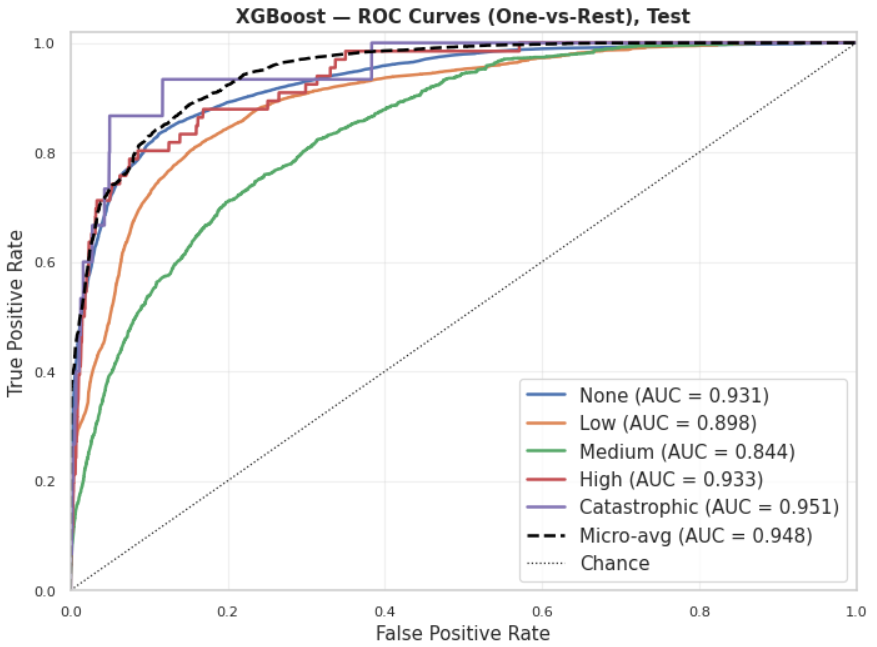 XGBoost — ROC Curves (One-vs-Rest), Test
1.0
0.8
0.6
0.4
0.2
0.0
True Positive Rate
0.0 0.2 0.4 0.6 0.8 1.0
False Positive Rate
None (AUC = 0.931)
Low (AUC = 0.898)
Medium (AUC = 0.844)
High (AUC = 0.933)
Catastrophic (AUC = 0.951)
Micro-avg (AUC = 0.948)
Chance